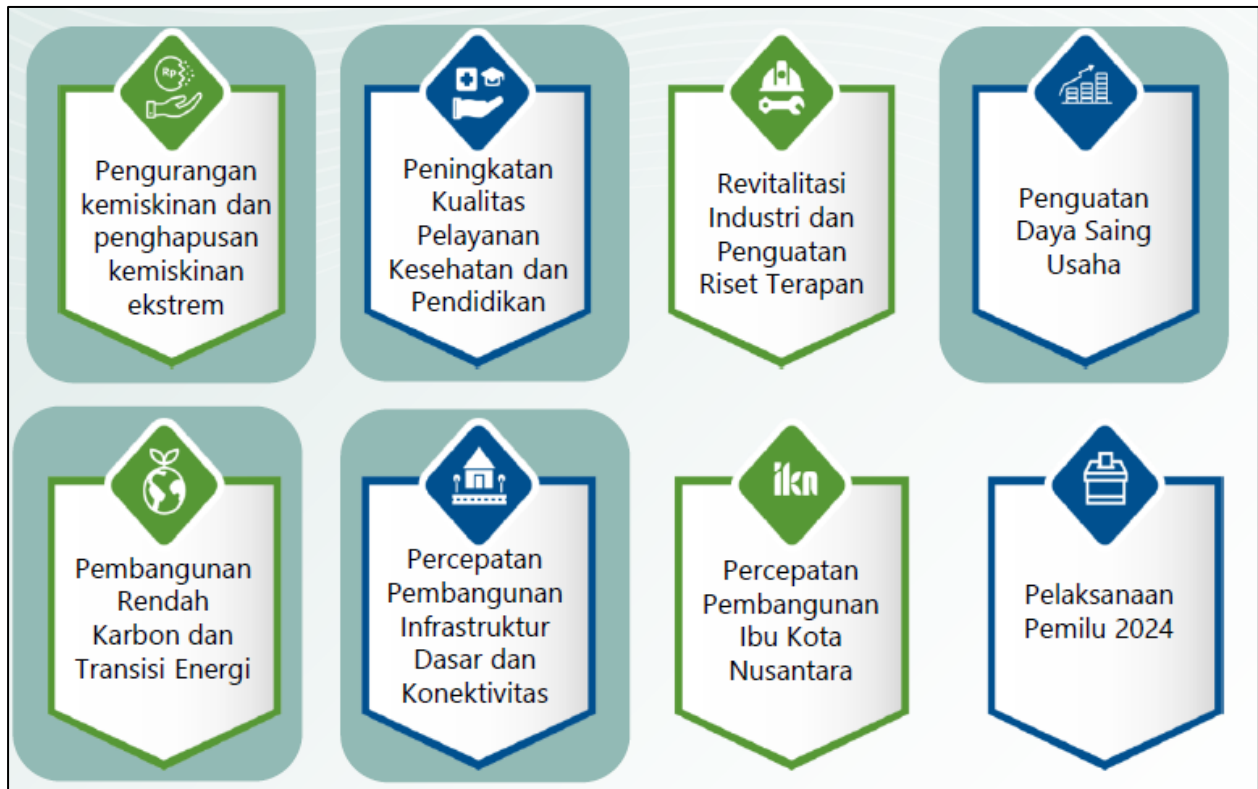 Rp
Pengurangan
kemiskinan dan
penghapusan
kemiskinan
ekstrem
Peningkatan
Kualitas
Pelayanan
Kesehatan dan
Pendidikan
Revitalitasi
Industri dan
Penguatan
Riset Terapan
Penguatan
Daya Saing
Usaha
Pembangunan
Rendah
Karbon dan
Transisi Energi
Percepatan
Pembangunan
Infrastruktur
Dasar dan
Konektivitas
ikn
Percepatan
Pembangunan
Ibu Kota
Nusantara
Pelaksanaan
Pemilu 2024